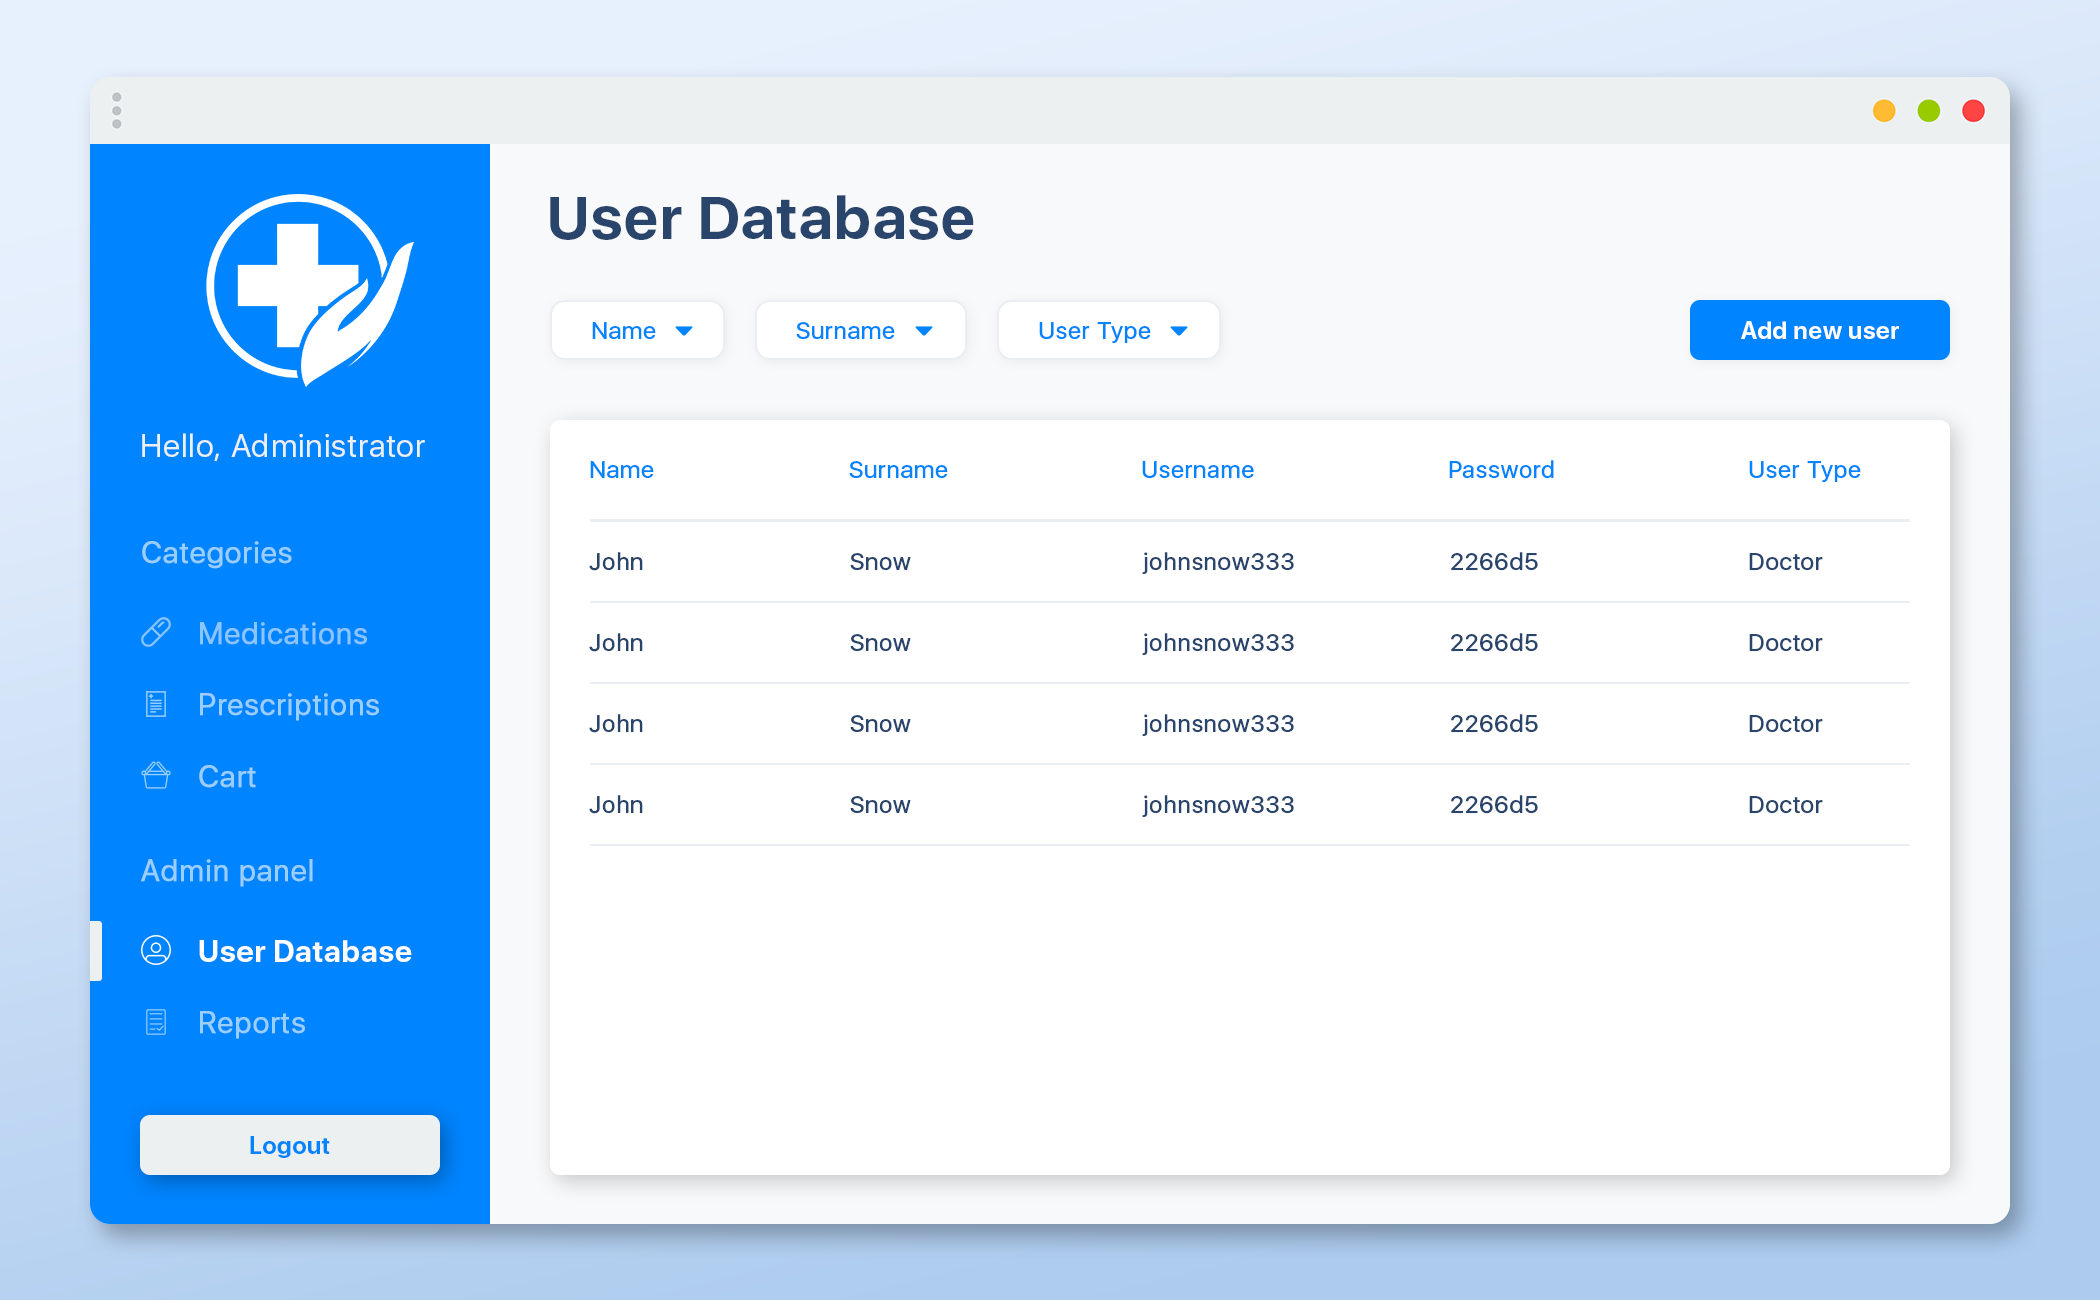 User Database
Hello, Administrator
Categories
Medications
Prescriptions
Cart
Admin panel
User Database
Reports
Logout
Name Surname User Type Add new user
Name Surname Username Password User Type
John Snow johnsnow333 2266d5 Doctor
John Snow johnsnow333 2266d5 Doctor
John Snow johnsnow333 2266d5 Doctor
John Snow johnsnow333 2266d5 Doctor